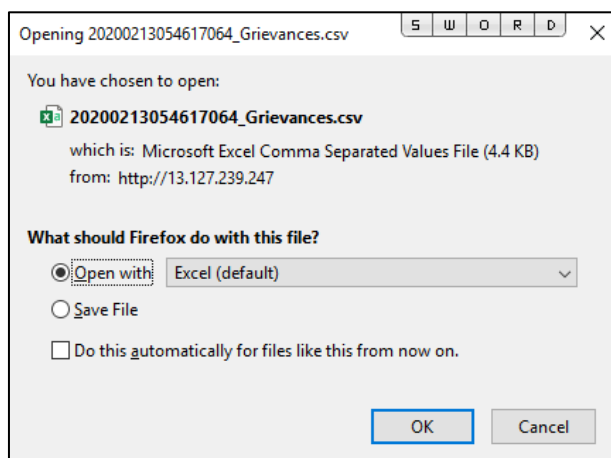 Opening 20200213054617064_Grievances.csv
S W O R D
You have chosen to open:
20200213054617064_Grievances.csv
which is: Microsoft Excel Comma Separated Values File (4.4 KB)
from: http://13.127.239.247
What should Firefox do with this file?
Open with Excel (default)
Save File
Do this automatically for files like this from now on.
OK Cancel